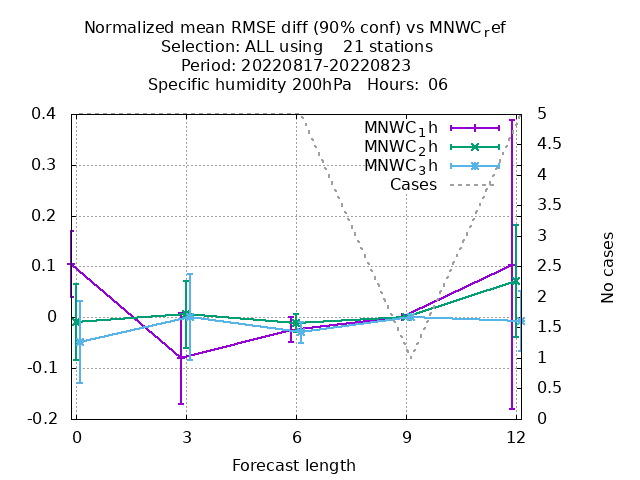 Normalized mean RMSE diff (90% conf) vs MNWC_ref
Selection: ALL using    21 stations
Period: 20220817-20220823
Specific humidity 200hPa   Hours:  06
0.4
0.3
0.2
0.1
0
-0.1
-0.2
5
4.5
4
3.5
3
2.5
2
1.5
1
0.5
0
MNWC_1h
MNWC_2h
MNWC_3h
Cases
No cases
0
3
6
9
12
Forecast length